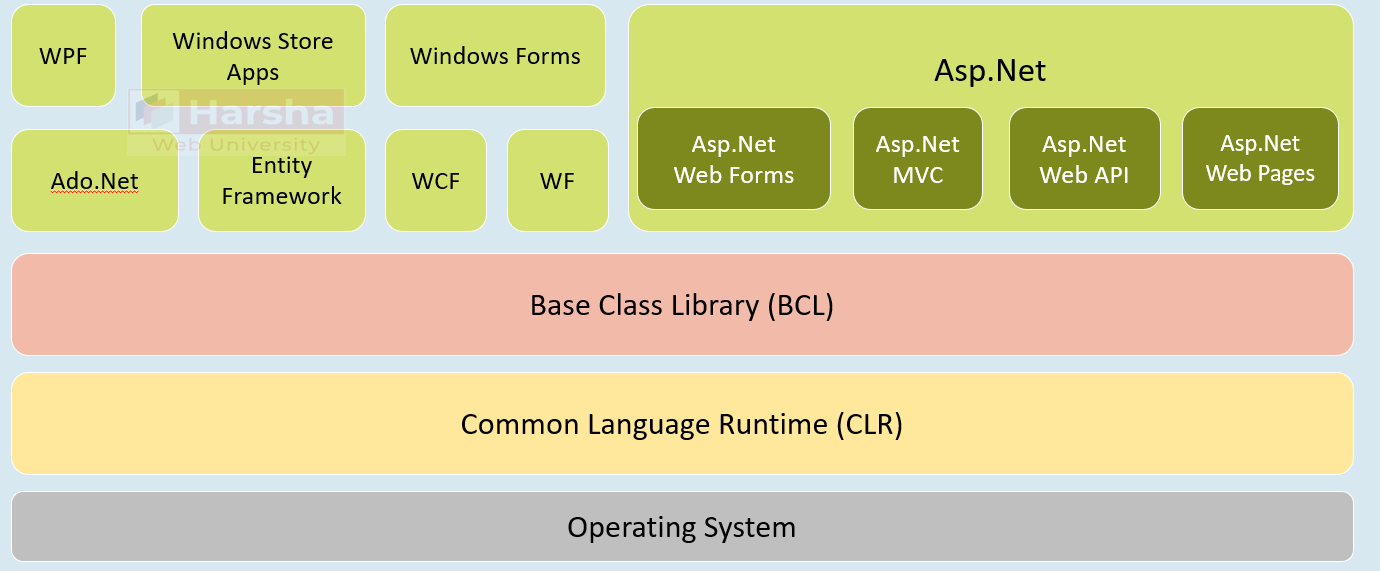 WPF
Windows Store
Apps
Windows Forms
Asp.Net
Harsha
Web University
Ado.Net
Entity
Framework
WCF
WF
Asp.Net
Web Forms
Asp.Net
MVC
Asp.Net
Web API
Asp.Net
Web Pages
Base Class Library (BCL)
Common Language Runtime (CLR)
Operating System